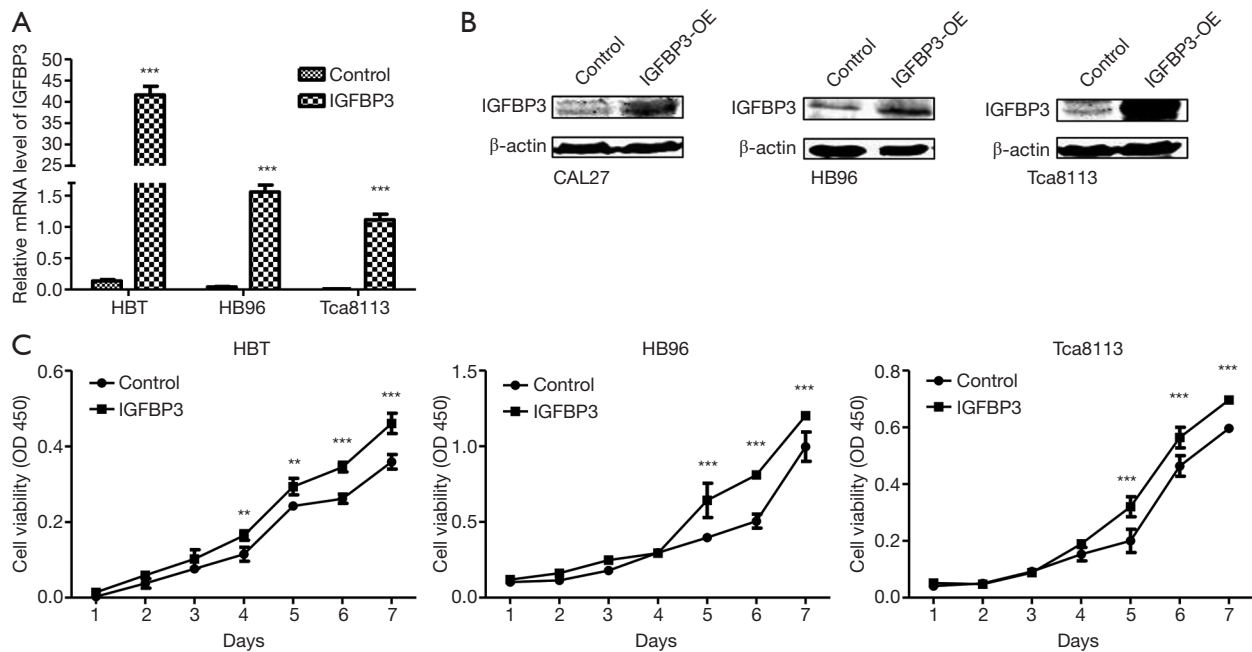 A
Relative mRNA level of IGFBP3
50
45
40
35
30
25
1.5
1.0
0.5
0.0
***
***
***
Control
IGFBP3
HBT
HB96
Tca8113
B
Control
IGFBP3-OE
IGFBP3
β-actin
CAL27
Control
IGFBP3-OE
IGFBP3
β-actin
HB96
Control
IGFBP3-OE
IGFBP3
β-actin
Tca8113
C
HBT
Cell viability (OD 450)
0.6
0.4
0.2
0.0
Control
IGFBP3
**
**
***
***
1 2 3 4 5 6 7
Days
HB96
Cell viability (OD 450)
1.5
1.0
0.5
0.0
Control
IGFBP3
***
***
***
1 2 3 4 5 6 7
Days
Tca8113
Cell viability (OD 450)
0.8
0.6
0.4
0.2
0.0
Control
IGFBP3
***
***
***
1 2 3 4 5 6 7
Days